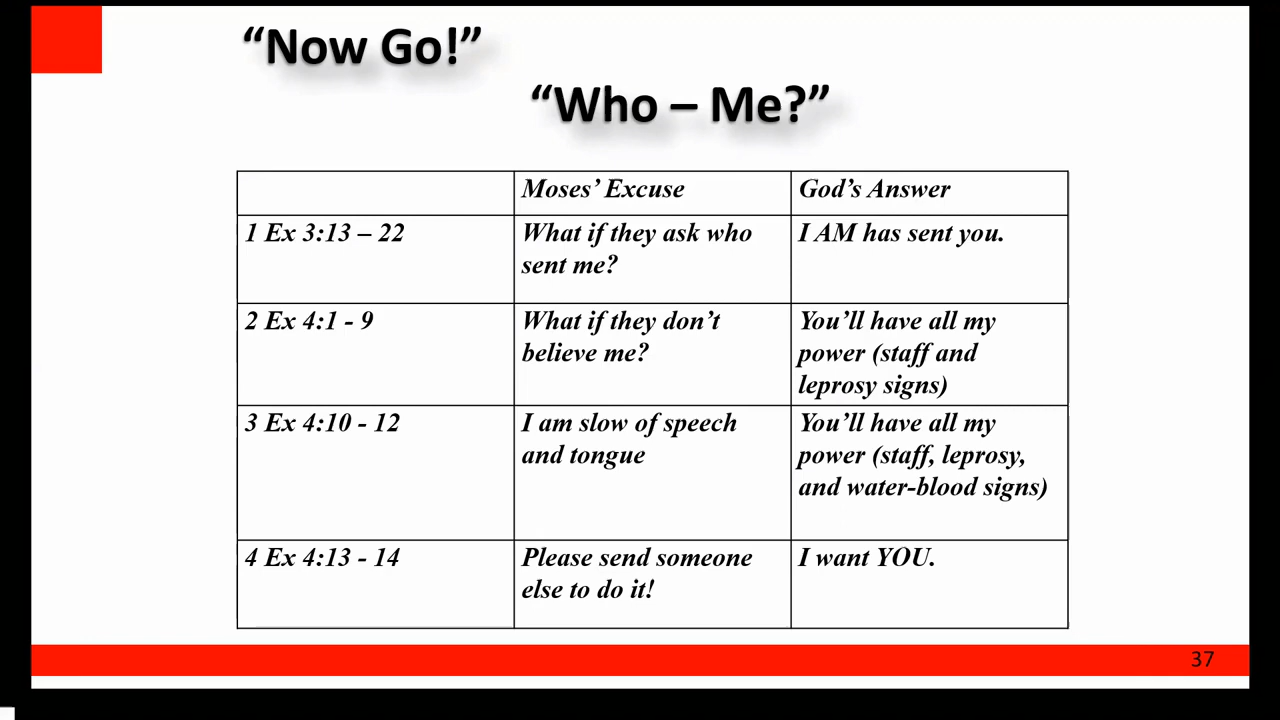 “Now Go!”
“Who – Me?”
Moses’ Excuse
God’s Answer
1 Ex 3:13 – 22
What if they ask who
sent me?
I AM has sent you.
2 Ex 4:1 - 9
What if they don’t
believe me?
You’ll have all my
power (staff and
leprosy signs)
3 Ex 4:10 - 12
I am slow of speech
and tongue
You’ll have all my
power (staff, leprosy,
and water-blood signs)
4 Ex 4:13 - 14
Please send someone
else to do it!
I want YOU.
37